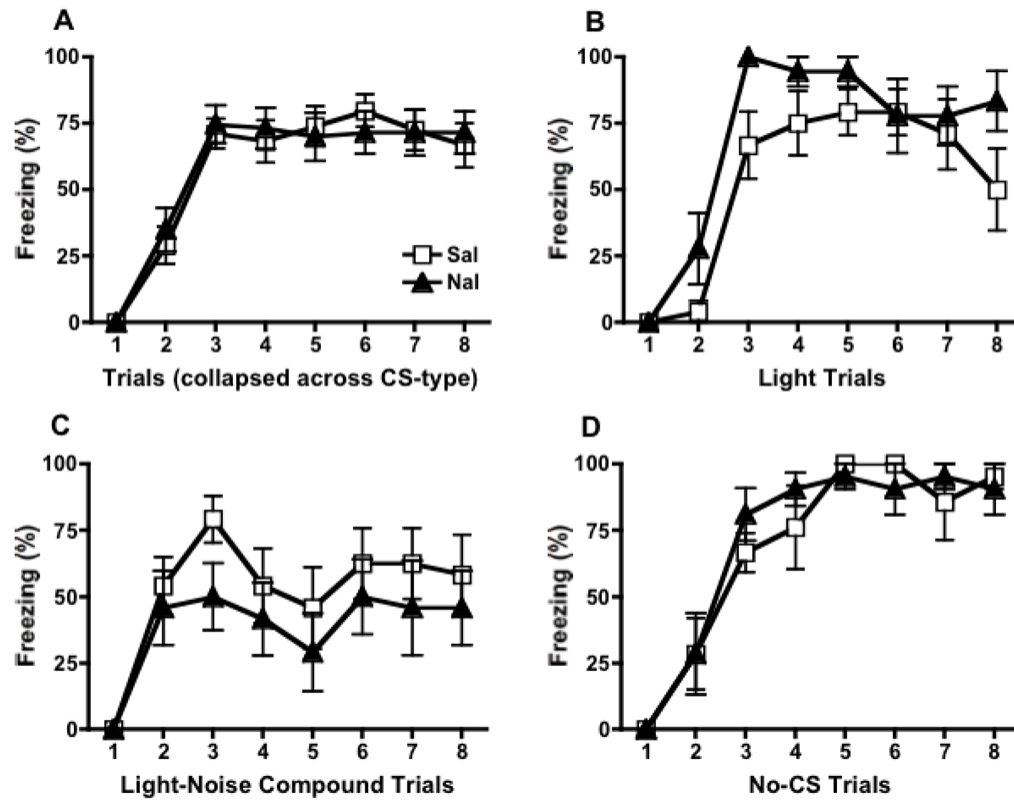 A
100
75
50
25
0
Freezing (%)
Sal
Nal
1 2 3 4 5 6 7 8
Trials (collapsed across CS-type)
B
100
75
50
25
0
Freezing (%)
1 2 3 4 5 6 7 8
Light Trials
C
100
75
50
25
0
Freezing (%)
1 2 3 4 5 6 7 8
Light-Noise Compound Trials
D
100
75
50
25
0
Freezing (%)
1 2 3 4 5 6 7 8
No-CS Trials